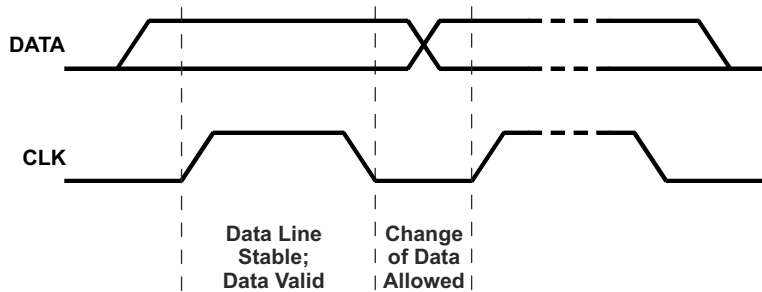 DATA
CLK
Data Line
Stable;
Data Valid
Change
of Data
Allowed